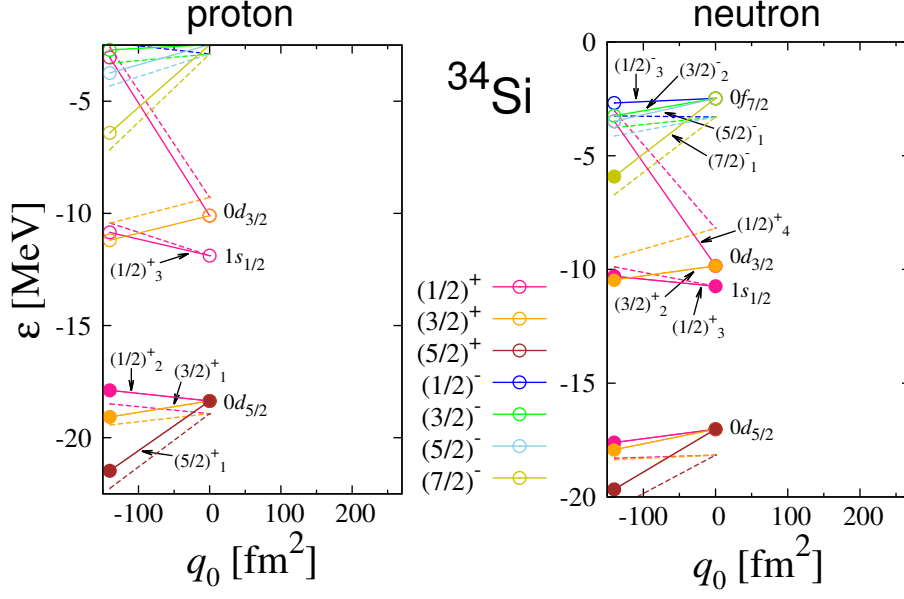 proton
ε [MeV]
-5
-10
-15
-20
0d3/2
1s1/2
(1/2)+3
(1/2)+2
(3/2)+1
0d5/2
(5/2)+1
-100 0 100 200
q0 [fm2]
34Si
(1/2)+
(3/2)+
(5/2)+
(1/2)-
(3/2)-
(5/2)-
(7/2)-
neutron
0
-5
-10
-15
-20
(1/2)-3
(3/2)-2
0f7/2
(5/2)-1
(7/2)-1
(1/2)+4
0d3/2
1s1/2
(3/2)+2
(1/2)+3
0d5/2
-100 0 100 200
q0 [fm2]